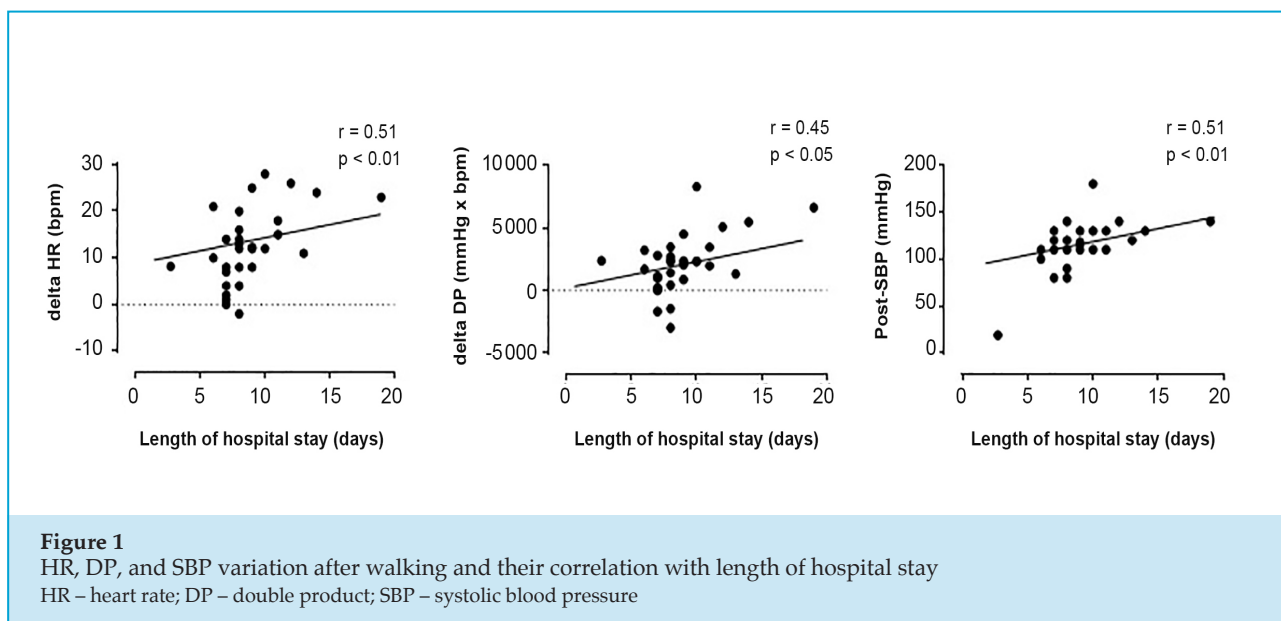 r = 0.51
p < 0.01
30
20
10
0
-10
delta HR (bpm)
0 5 10 15 20
Length of hospital stay (days)
r = 0.45
p < 0.05
10000
5000
0
-5000
delta DP (mmHg x bpm)
0 5 10 15 20
Length of hospital stay (days)
r = 0.51
p < 0.01
200
150
100
50
0
Post-SBP (mmHg)
0 5 10 15 20
Length of hospital stay (days)
Figure 1
HR, DP, and SBP variation after walking and their correlation with length of hospital stay
HR – heart rate; DP – double product; SBP – systolic blood pressure